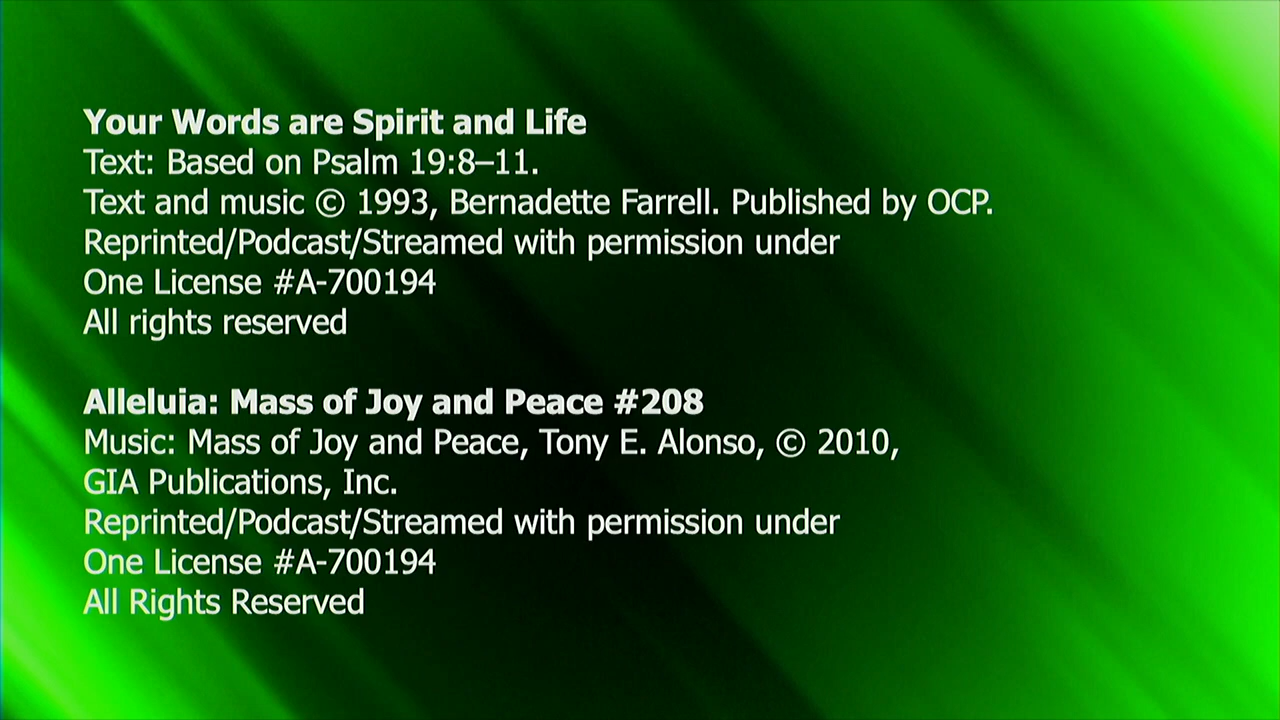 Your Words are Spirit and Life
Text: Based on Psalm 19:8–11.
Text and music © 1993, Bernadette Farrell. Published by OCP.
Reprinted/Podcast/Streamed with permission under
One License #A-700194
All rights reserved
Alleluia: Mass of Joy and Peace #208
Music: Mass of Joy and Peace, Tony E. Alonso, © 2010,
GIA Publications, Inc.
Reprinted/Podcast/Streamed with permission under
One License #A-700194
All Rights Reserved